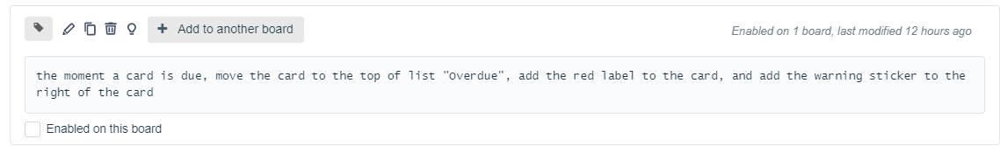 + Add to another board
Enabled on 1 board, last modified 12 hours ago
the moment a card is due, move the card to the top of list "Overdue", add the red label to the card, and add the warning sticker to the
right of the card
Enabled on this board